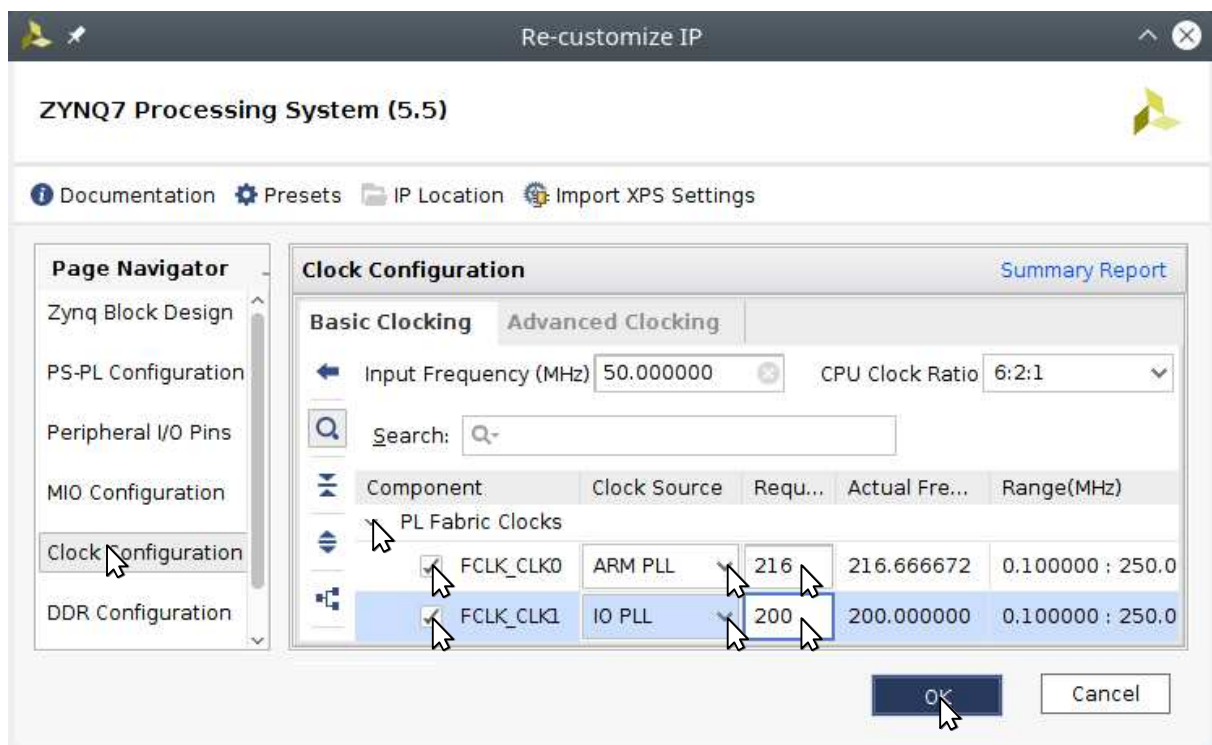 Re-customize IP
ZYNQ7 Processing System (5.5)
Documentation Presets IP Location Import XPS Settings
Page Navigator
Zynq Block Design
PS-PL Configuration
Peripheral I/O Pins
MIO Configuration
Clock Configuration
DDR Configuration
Clock Configuration Summary Report
Basic Clocking Advanced Clocking
Input Frequency (MHz) 50.000000 CPU Clock Ratio 6:2:1
Search:
Component Clock Source Requ... Actual Fre... Range(MHz)
PL Fabric Clocks
FCLK_CLK0 ARM PLL 216 216.666672 0.100000 : 250.0
FCLK_CLK1 IO PLL 200 200.000000 0.100000 : 250.0
OK Cancel